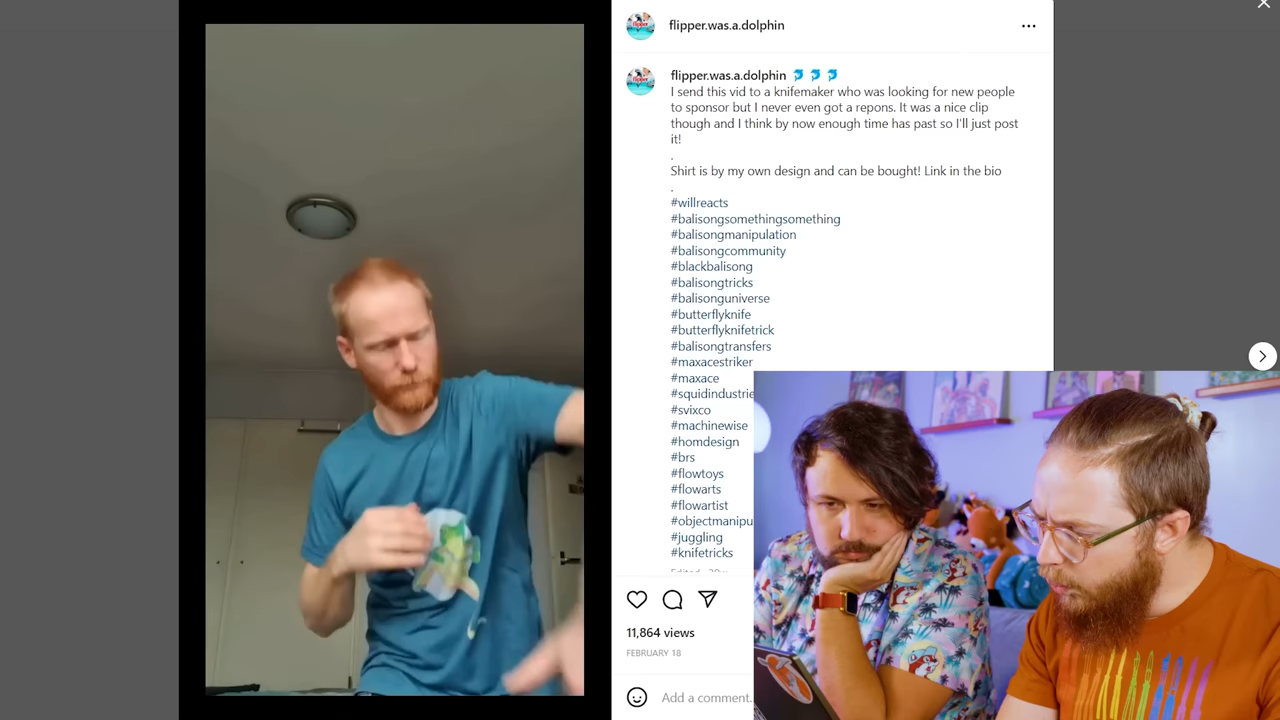 flipper.was.a.dolphin
flipper.was.a.dolphin
I send this vid to a knifemaker who was looking for new people
to sponsor but I never even got a repons. It was a nice clip
though and I think by now enough time has past so I'll just post
it!
.
Shirt is by my own design and can be bought! Link in the bio
.
#willreacts
#balisongsomethingsomething
#balisongmanipulation
#balisongcommunity
#blackbalisong
#balisongtricks
#balisonguniverse
#butterflyknife
#butterflyknifetrick
#balisongtransfers
#maxacestriker
#maxace
#squidindustrie
#svixco
#machinewise
#homdesign
#brs
#flowtoys
#flowarts
#flowartist
#objectmanipu
#juggling
#knifetricks
11,864 views
FEBRUARY 18
Add a comment.